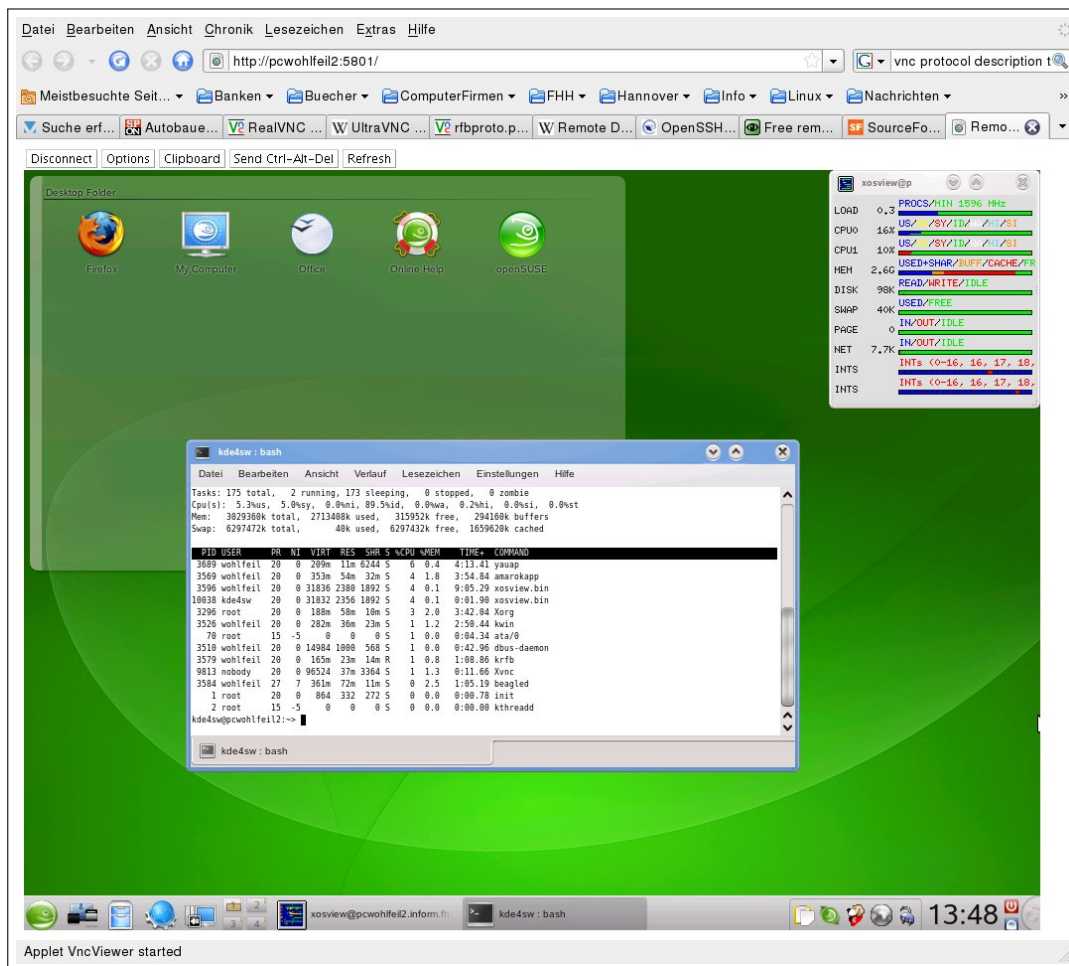 Datei Bearbeiten Ansicht Chronik Lesezeichen Extras Hilfe
http://pcwohlfeil2:5801/ vnc protocol description t
Meistbesuchte Seit... Banken Buecher ComputerFirmen FHH Hannover Info Linux Nachrichten »
Suche erf... Autobaue... RealVNC ... UltraVNC ... rfbproto.p... Remote D... OpenSSH... Free rem... SourceFo... Remo...
Disconnect Options Clipboard Send Ctrl-Alt-Del Refresh
Desktop Folder
Firefox My Computer Office Online Help openSUSE
xosview@p
LOAD 0.3 PROCS/MIN 1596 MHz
CPU0 16% US/ /SY/ID/ /HI/SI
CPU1 10% US/ /SY/ID/ /HI/SI
MEM 2.6G USED+SHAR/BUFF/CACHE/FR
DISK 98K READ/WRITE/IDLE
SWAP 40K USED/FREE
PAGE 0 IN/OUT/IDLE
NET 7.7K IN/OUT/IDLE
INTS INTs (0-16, 16, 17, 18,
INTS INTs (0-16, 16, 17, 18,
kde4sw : bash
Datei Bearbeiten Ansicht Verlauf Lesezeichen Einstellungen Hilfe
Tasks: 175 total, 2 running, 173 sleeping, 0 stopped, 0 zombie
Cpu(s): 5.3%us, 5.0%sy, 0.0%ni, 89.5%id, 0.0%wa, 0.2%hi, 0.0%si, 0.0%st
Mem: 3029360k total, 2713408k used, 315952k free, 294160k buffers
Swap: 6297472k total, 40k used, 6297432k free, 1659620k cached
PID USER PR NI VIRT RES SHR S %CPU %MEM TIME+ COMMAND
3689 wohlfeil 20 0 209m 11m 6244 S 6 0.4 4:13.41 yauap
3569 wohlfeil 20 0 353m 54m 32m S 4 1.8 3:54.84 amarokapp
3596 wohlfeil 20 0 31836 2380 1892 S 4 0.1 9:05.29 xosview.bin
10038 kde4sw 20 0 31832 2356 1892 S 4 0.1 0:01.90 xosview.bin
3296 root 20 0 188m 58m 10m S 3 2.0 3:42.04 Xorg
3526 wohlfeil 20 0 282m 36m 23m S 1 1.2 2:50.44 kwin
70 root 15 -5 0 0 0 S 1 0.0 0:04.34 ata/0
3510 wohlfeil 20 0 14984 1000 568 S 1 0.0 0:42.96 dbus-daemon
3579 wohlfeil 20 0 165m 23m 14m R 1 0.8 1:08.86 krfb
9813 nobody 20 0 96524 37m 3364 S 1 1.3 0:11.66 Xvnc
3584 wohlfeil 27 7 361m 72m 11m S 0 2.5 1:05.19 beagled
1 root 20 0 864 332 272 S 0 0.0 0:00.78 init
2 root 15 -5 0 0 0 S 0 0.0 0:00.00 kthreadd
kde4sw@pcwohlfeil2:~>
kde4sw : bash
1 2 3 4 xosview@pcwohlfeil2.inform.fh kde4sw : bash 13:48
Applet VncViewer started